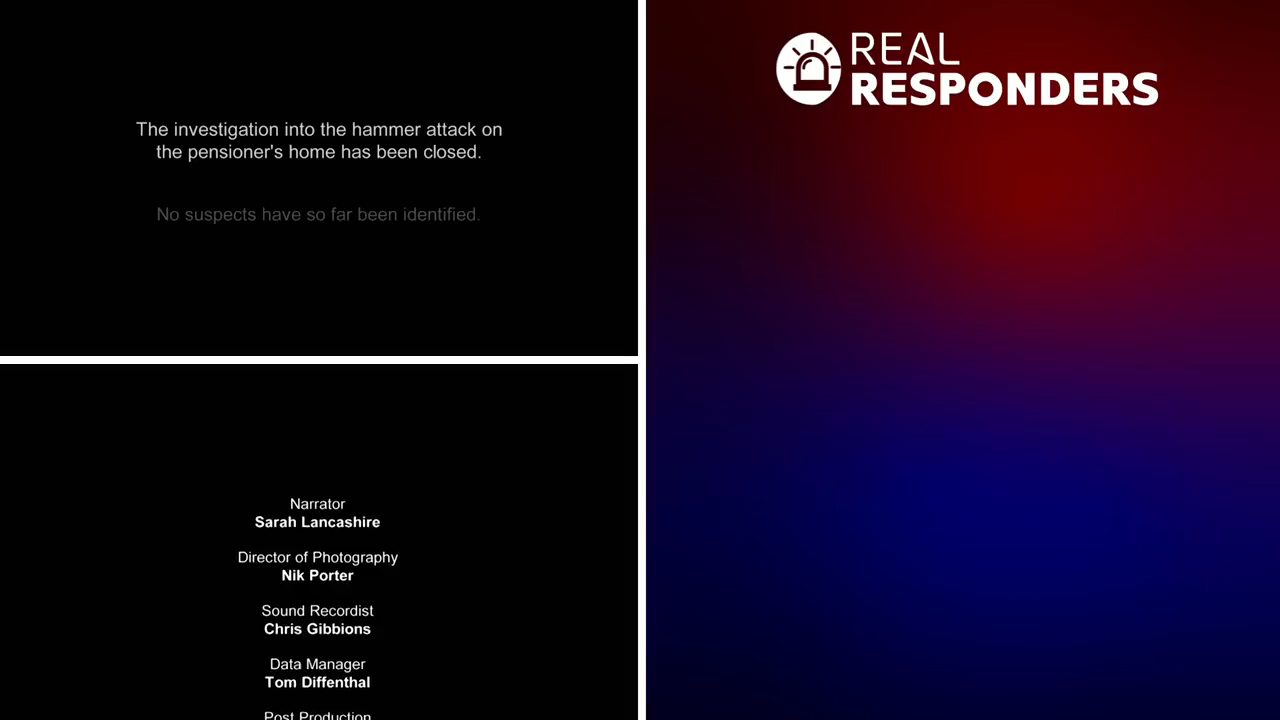 The investigation into the hammer attack on
the pensioner's home has been closed.
No suspects have so far been identified.
Narrator
Sarah Lancashire
Director of Photography
Nik Porter
Sound Recordist
Chris Gibbions
Data Manager
Tom Diffenthal
Post Production
REAL
RESPONDERS